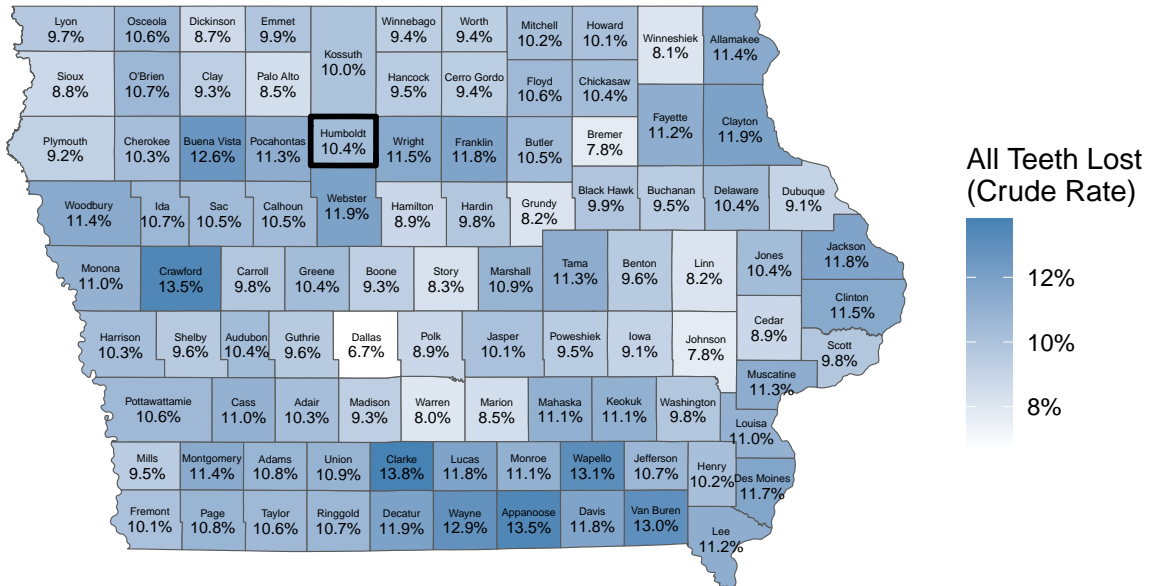 Lyon
9.7%
Osceola
10.6%
Dickinson
8.7%
Emmet
9.9%
Kossuth
10.0%
Winnebago
9.4%
Worth
9.4%
Mitchell
10.2%
Howard
10.1%
Winneshiek
8.1%
Allamakee
11.4%
Sioux
8.8%
O'Brien
10.7%
Clay
9.3%
Palo Alto
8.5%
Hancock
9.5%
Cerro Gordo
9.4%
Floyd
10.6%
Chickasaw
10.4%
Fayette
11.2%
Clayton
11.9%
Plymouth
9.2%
Cherokee
10.3%
Buena Vista
12.6%
Pocahontas
11.3%
Humboldt
10.4%
Wright
11.5%
Franklin
11.8%
Butler
10.5%
Bremer
7.8%
Woodbury
11.4%
Ida
10.7%
Sac
10.5%
Calhoun
10.5%
Webster
11.9%
Hamilton
8.9%
Hardin
9.8%
Grundy
8.2%
Black Hawk
9.9%
Buchanan
9.5%
Delaware
10.4%
Dubuque
9.1%
Monona
11.0%
Crawford
13.5%
Carroll
9.8%
Greene
10.4%
Boone
9.3%
Story
8.3%
Marshall
10.9%
Tama
11.3%
Benton
9.6%
Linn
8.2%
Jones
10.4%
Jackson
11.8%
Clinton
11.5%
Harrison
10.3%
Shelby
9.6%
Audubon
10.4%
Guthrie
9.6%
Dallas
6.7%
Polk
8.9%
Jasper
10.1%
Poweshiek
9.5%
Iowa
9.1%
Johnson
7.8%
Cedar
8.9%
Scott
9.8%
Muscatine
11.3%
Pottawattamie
10.6%
Cass
11.0%
Adair
10.3%
Madison
9.3%
Warren
8.0%
Marion
8.5%
Mahaska
11.1%
Keokuk
11.1%
Washington
9.8%
Louisa
11.0%
Mills
9.5%
Montgomery
11.4%
Adams
10.8%
Union
10.9%
Clarke
13.8%
Lucas
11.8%
Monroe
11.1%
Wapello
13.1%
Jefferson
10.7%
Henry
10.2%
Des Moines
11.7%
Fremont
10.1%
Page
10.8%
Taylor
10.6%
Ringgold
10.7%
Decatur
11.9%
Wayne
12.9%
Appanoose
13.5%
Davis
11.8%
Van Buren
13.0%
Lee
11.2%
All Teeth Lost
(Crude Rate)
12%
10%
8%